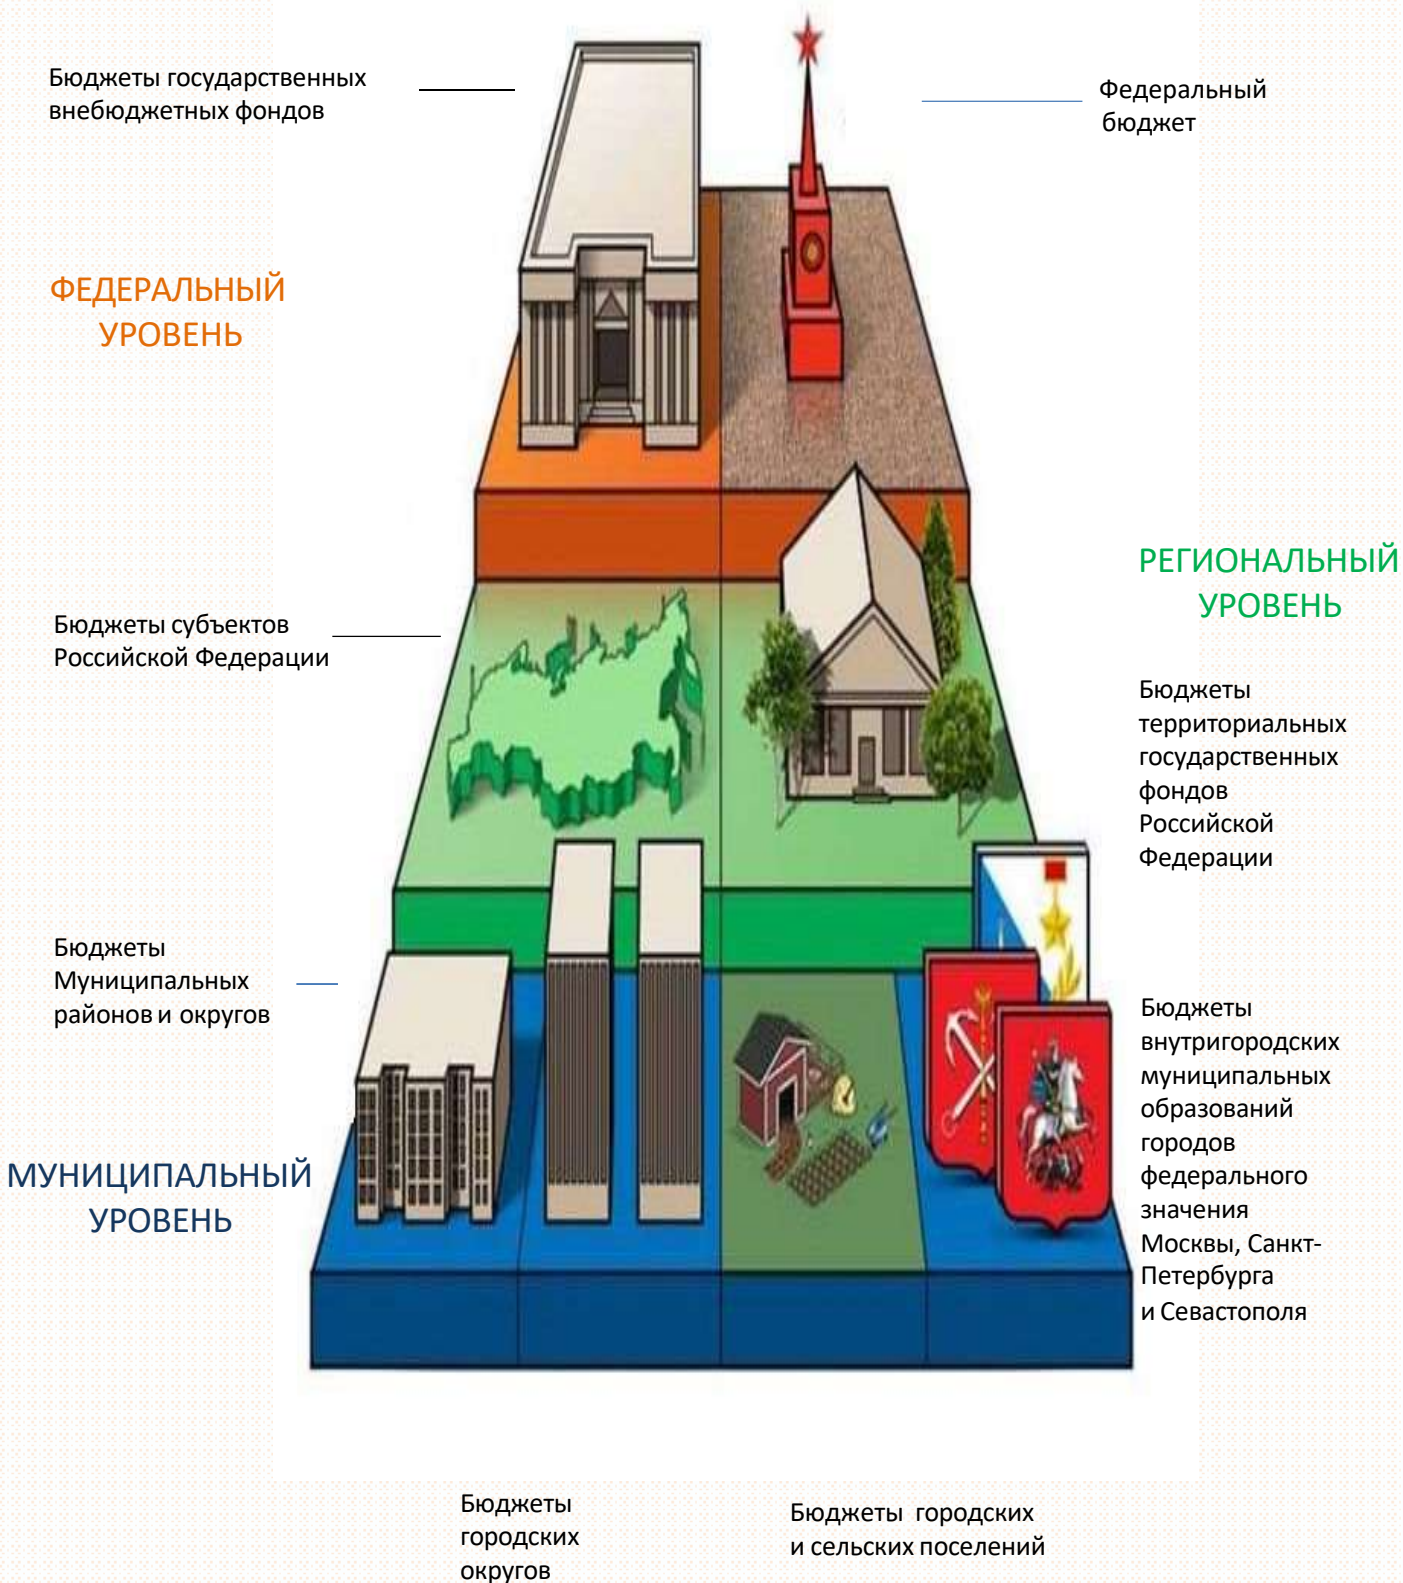 Бюджеты государственных
внебюджетных фондов
Федеральный
бюджет
ФЕДЕРАЛЬНЫЙ
УРОВЕНЬ
РЕГИОНАЛЬНЫЙ
УРОВЕНЬ
Бюджеты субъектов
Российской Федерации
Бюджеты
территориальных
государственных
фондов
Российской
Федерации
Бюджеты
Муниципальных
районов и округов
Бюджеты
внутригородских
муниципальных
образований
городов
федерального
значения
Москвы, Санкт-
Петербурга
и Севастополя
МУНИЦИПАЛЬНЫЙ
УРОВЕНЬ
Бюджеты
городских
округов
Бюджеты городских
и сельских поселений